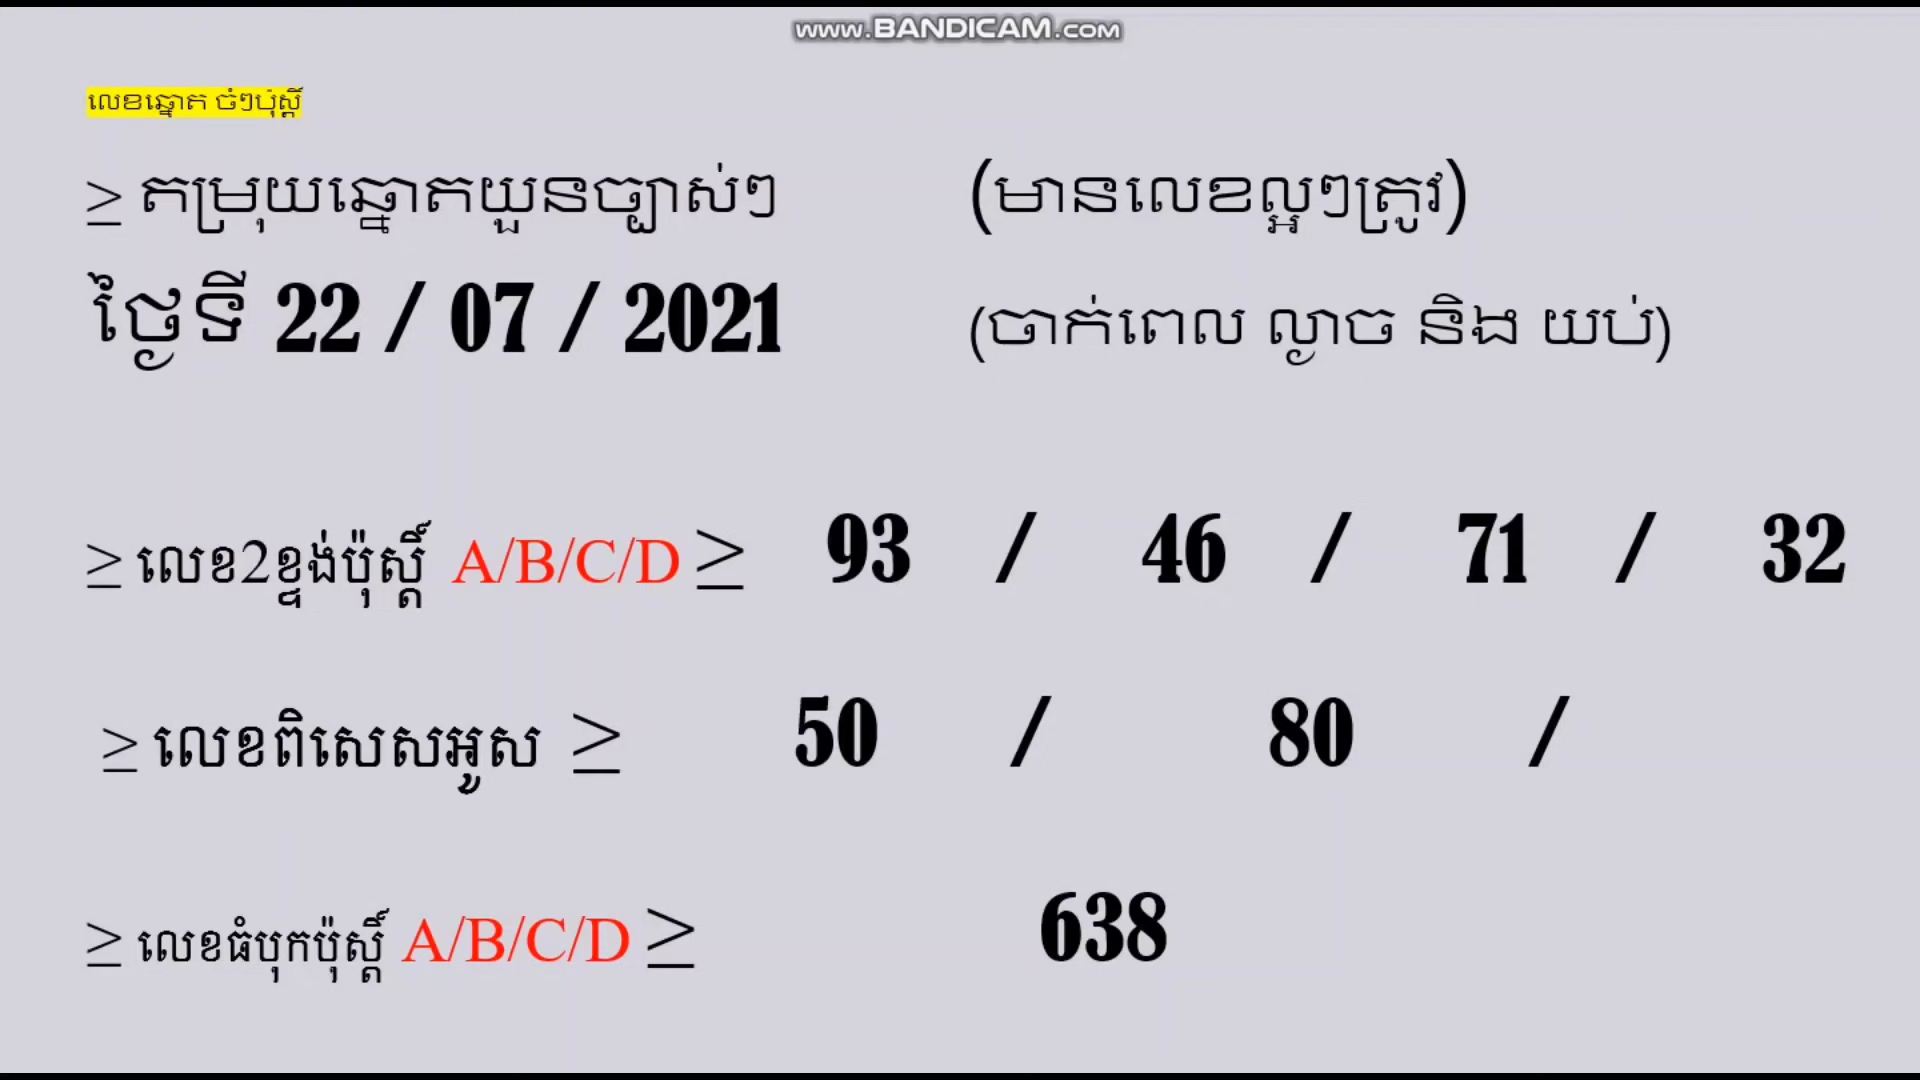 www.BANDICAM.com
លេខឆ្នោត ចំៗប៉ុស្តិ៍
≥ តម្រុយឆ្នោតយួនច្បាស់ៗ (មានលេខល្អៗត្រូវ)
ថ្ងៃទី 22 / 07 / 2021 (ចាក់ពេល ល្ងាច និង យប់)
≥ លេខ2ខ្ទង់ប៉ុស្តិ៍ A/B/C/D ≥ 93 / 46 / 71 / 32
≥ លេខពិសេសអូស ≥ 50 / 80 /
≥ លេខធំបុកប៉ុស្តិ៍ A/B/C/D ≥ 638